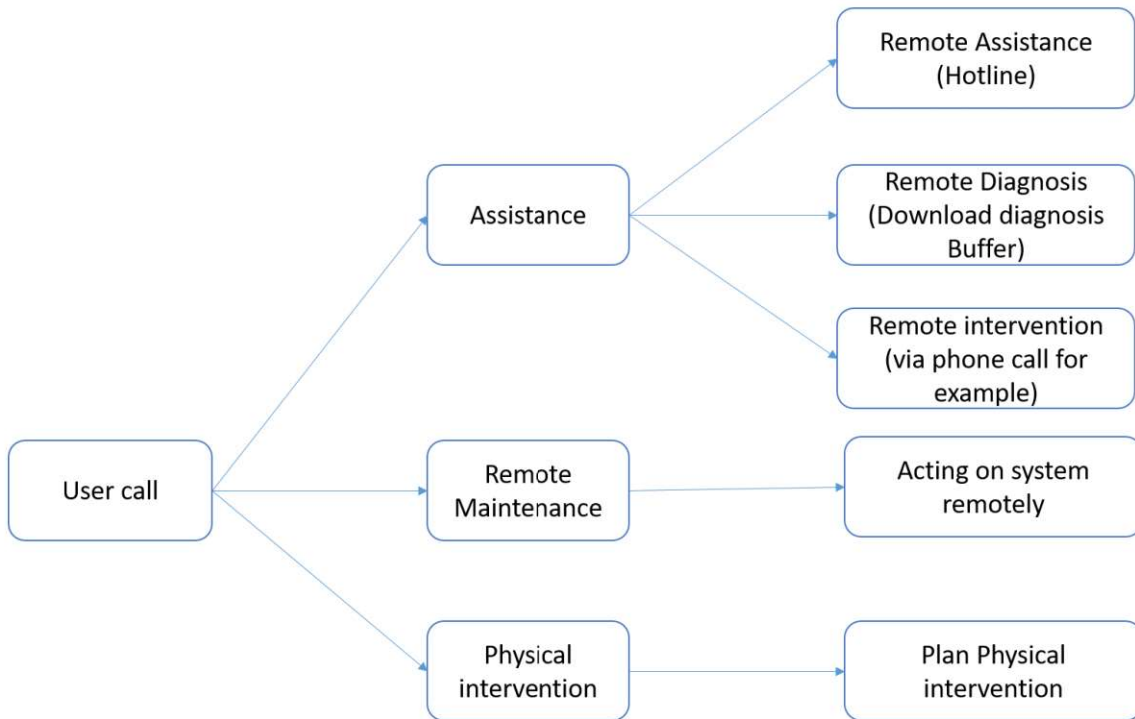 Remote Assistance
(Hotline)
Assistance
Remote Diagnosis
(Download diagnosis
Buffer)
Remote intervention
(via phone call for
example)
User call
Remote
Maintenance
Acting on system
remotely
Physical
intervention
Plan Physical
intervention